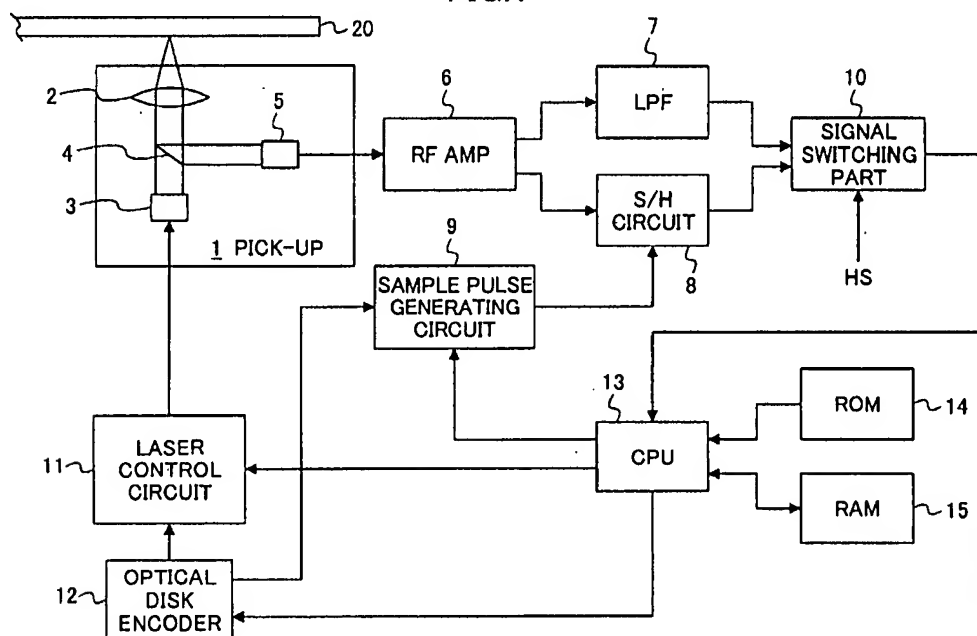 20
7
LPF
10
2
5
6
SIGNAL
SWITCHING
PART
4
RF AMP
S/H
CIRCUIT
3
1 PICK-UP
9
8
HS
SAMPLE PULSE
GENERATING
CIRCUIT
13
ROM
14
CPU
11
LASER
CONTROL
CIRCUIT
RAM
15
12
OPTICAL
DISK
ENCODER